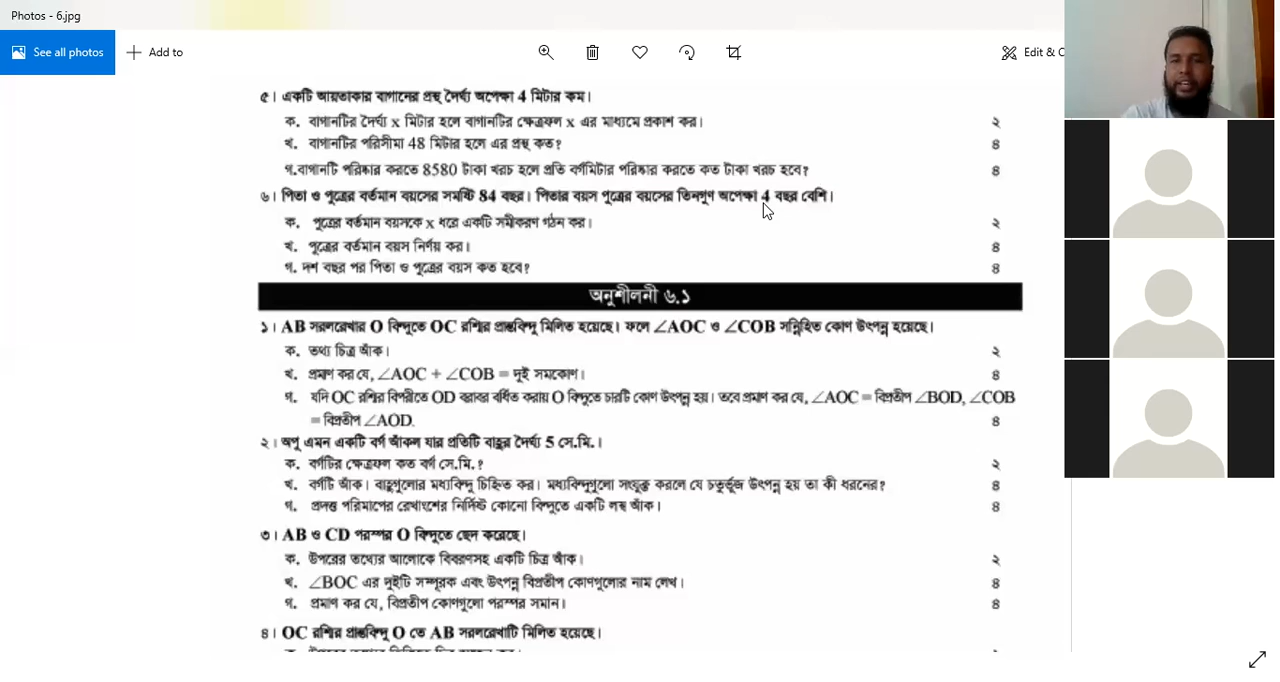 Photos - 6.jpg
See all photos
Add to
Edit & C
৫। একটি আয়তাকার বাগানের প্রস্থ দৈর্ঘ্য অপেক্ষা 4 মিটার কম।
ক. বাগানটির দৈর্ঘ্য x মিটার হলে বাগানটির ক্ষেত্রফল x এর মাধ্যমে প্রকাশ কর। ২
খ. বাগানটির পরিসীমা 48 মিটার হলে এর প্রস্থ কত? ৪
গ.বাগানটি পরিষ্কার করতে 8580 টাকা খরচ হলে প্রতি বর্গমিটার পরিষ্কার করতে কত টাকা খরচ হবে? ৪
৬। পিতা ও পুত্রের বর্তমান বয়সের সমষ্টি 84 বছর। পিতার বয়স পুত্রের বয়সের তিনগুণ অপেক্ষা 4 বছর বেশি।
ক. পুত্রের বর্তমান বয়সকে x ধরে একটি সমীকরণ গঠন কর। ২
খ. পুত্রের বর্তমান বয়স নির্ণয় কর। ৪
গ. দশ বছর পর পিতা ও পুত্রের বয়স কত হবে? ৪
অনুশীলনী ৬.১
১। AB সরলরেখার O বিন্দুতে OC রশ্মির প্রান্তবিন্দু মিলিত হয়েছে। ফলে ∠AOC ও ∠COB সন্নিহিত কোণ উৎপন্ন হয়েছে।
ক. তথ্য চিত্র আঁক। ২
খ. প্রমাণ কর যে, ∠AOC + ∠COB = দুই সমকোণ। ৪
গ. যদি OC রশ্মির বিপরীতে OD বরাবর বর্ধিত করায় O বিন্দুতে চারটি কোণ উৎপন্ন হয়। তবে প্রমাণ কর যে, ∠AOC = বিপ্রতীপ ∠BOD, ∠COB
= বিপ্রতীপ ∠AOD. ৪
২। অপু এমন একটি বর্গ আঁকল যার প্রতিটি বাহুর দৈর্ঘ্য 5 সে.মি.।
ক. বর্গটির ক্ষেত্রফল কত বর্গ সে.মি.? ২
খ. বর্গটি আঁক। বাহুগুলোর মধ্যবিন্দু চিহ্নিত কর। মধ্যবিন্দুগুলো সংযুক্ত করলে যে চতুর্ভুজ উৎপন্ন হয় তা কী ধরনের? ৪
গ. প্রদত্ত পরিমাপের রেখাংশের নির্দিষ্ট কোনো বিন্দুতে একটি লম্ব আঁক। ৪
৩। AB ও CD পরস্পর O বিন্দুতে ছেদ করেছে।
ক. উপরের তথ্যের আলোকে বিবরণসহ একটি চিত্র আঁক। ২
খ. ∠BOC এর দুইটি সম্পূরক এবং উৎপন্ন বিপ্রতীপ কোণগুলোর নাম লেখ। ৪
গ. প্রমাণ কর যে, বিপ্রতীপ কোণগুলো পরস্পর সমান। ৪
৪। OC রশ্মির প্রান্তবিন্দু O তে AB সরলরেখাটি মিলিত হয়েছে।